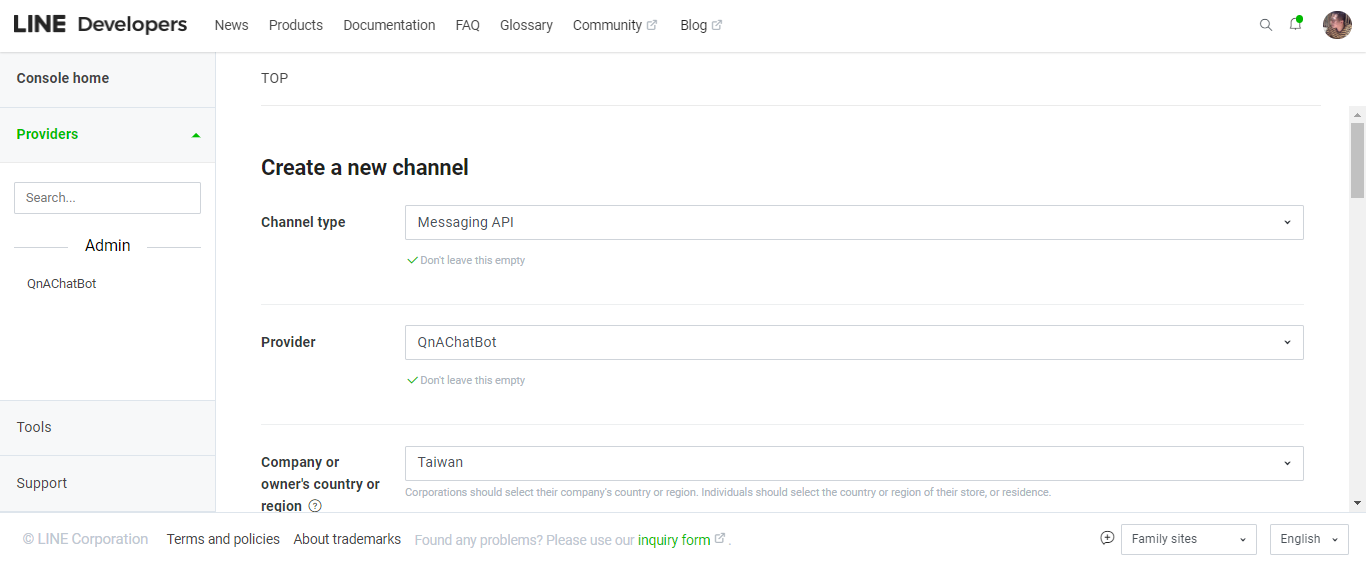 LINE Developers News Products Documentation FAQ Glossary Community Blog
Console home
Providers
Search...
Admin
QnAChatBot
Tools
Support
TOP
Create a new channel
Channel type
Messaging API
Don't leave this empty
Provider
QnAChatBot
Don't leave this empty
Company or
owner's country or
region ?
Taiwan
Corporations should select their company's country or region. Individuals should select the country or region of their store, or residence.
© LINE Corporation Terms and policies About trademarks Found any problems? Please use our inquiry form . Family sites English